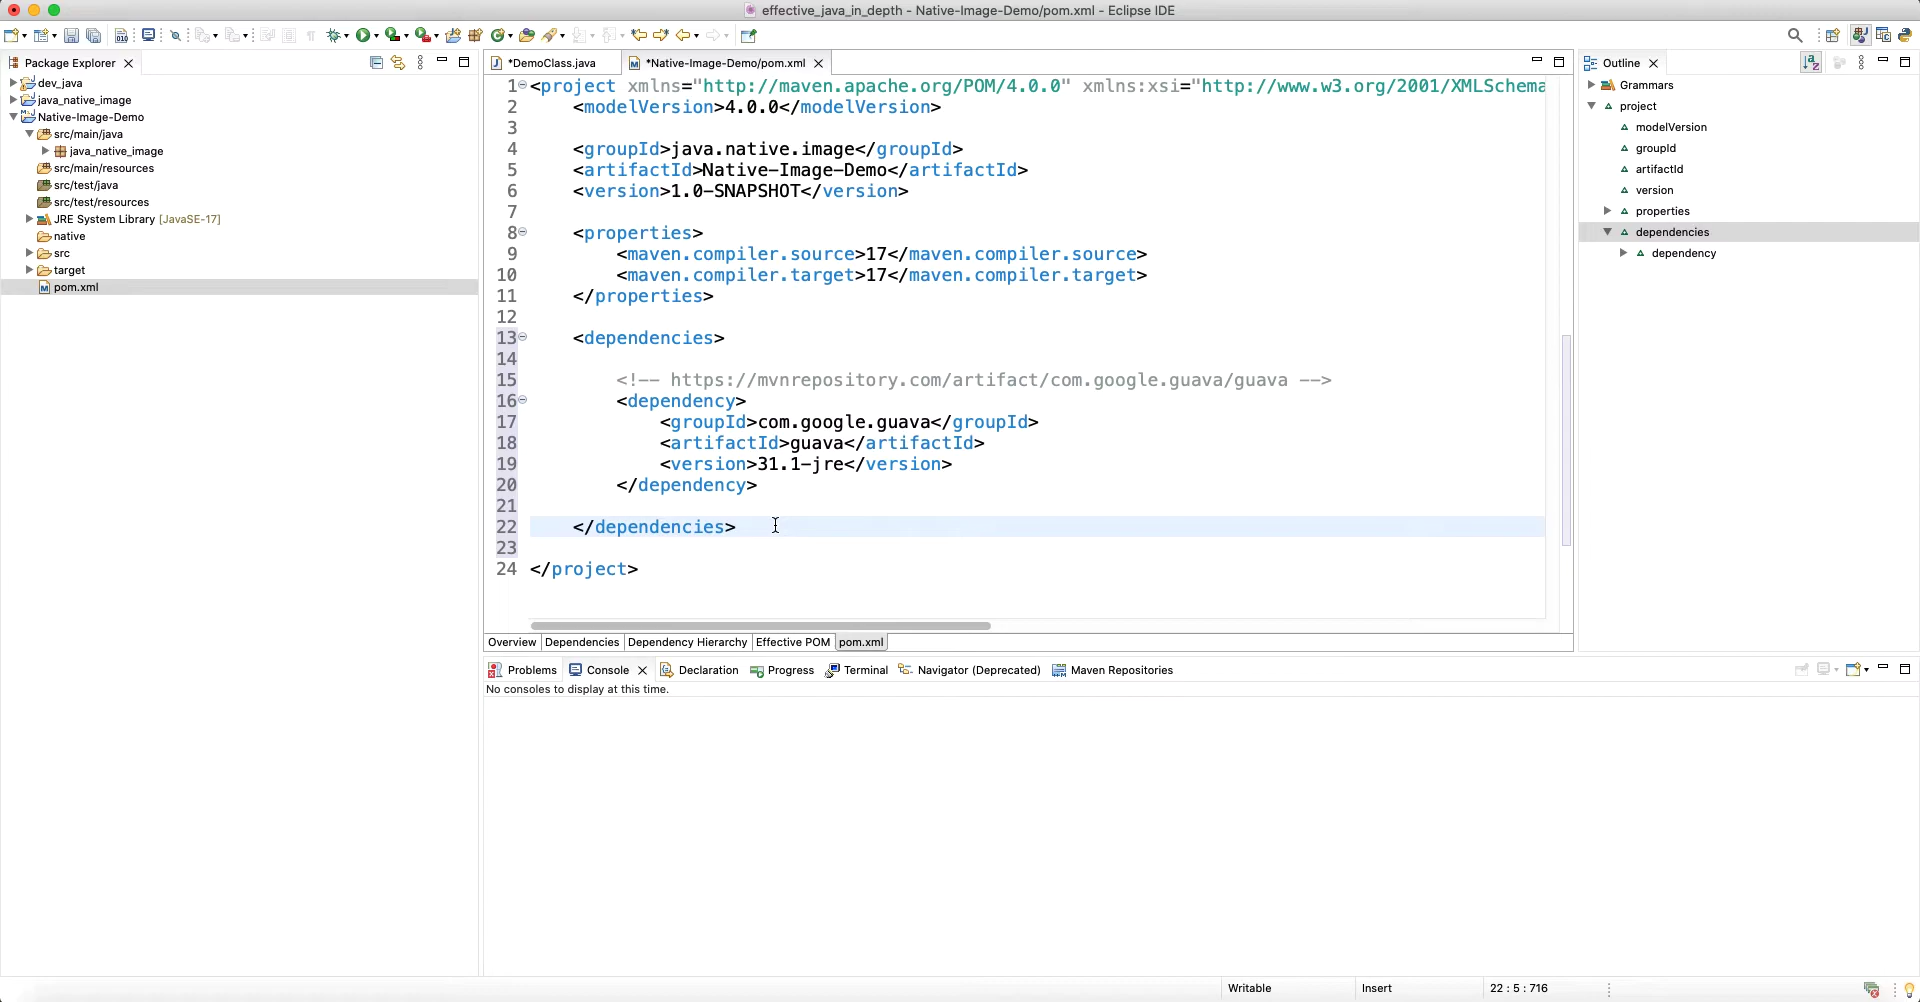 effective_java_in_depth - Native-Image-Demo/pom.xml - Eclipse IDE
Package Explorer
dev_java
java_native_image
Native-Image-Demo
src/main/java
java_native_image
src/main/resources
src/test/java
src/test/resources
JRE System Library [JavaSE-17]
native
src
target
pom.xml
*DemoClass.java
*Native-Image-Demo/pom.xml
1 <project xmlns="http://maven.apache.org/POM/4.0.0" xmlns:xsi="http://www.w3.org/2001/XMLSchema
2 <modelVersion>4.0.0</modelVersion>
3
4 <groupId>java.native.image</groupId>
5 <artifactId>Native-Image-Demo</artifactId>
6 <version>1.0-SNAPSHOT</version>
7
8 <properties>
9 <maven.compiler.source>17</maven.compiler.source>
10 <maven.compiler.target>17</maven.compiler.target>
11 </properties>
12
13 <dependencies>
14
15 <!-- https://mvnrepository.com/artifact/com.google.guava/guava -->
16 <dependency>
17 <groupId>com.google.guava</groupId>
18 <artifactId>guava</artifactId>
19 <version>31.1-jre</version>
20 </dependency>
21
22 </dependencies>
23
24 </project>
Overview Dependencies Dependency Hierarchy Effective POM pom.xml
Outline
Grammars
project
modelVersion
groupId
artifactId
version
properties
dependencies
dependency
Problems Console Declaration Progress Terminal Navigator (Deprecated) Maven Repositories
No consoles to display at this time.
Writable Insert 22 : 5 : 716